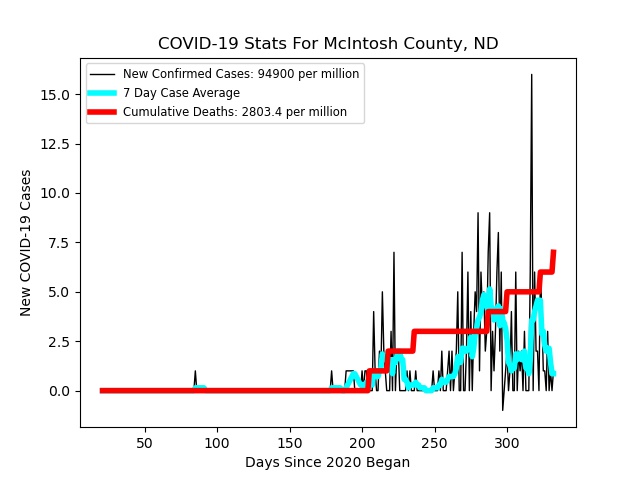 COVID-19 Stats For McIntosh County, ND
New Confirmed Cases: 94900 per million
7 Day Case Average
Cumulative Deaths: 2803.4 per million
New COVID-19 Cases
15.0
12.5
10.0
7.5
5.0
2.5
0.0
50 100 150 200 250 300
Days Since 2020 Began